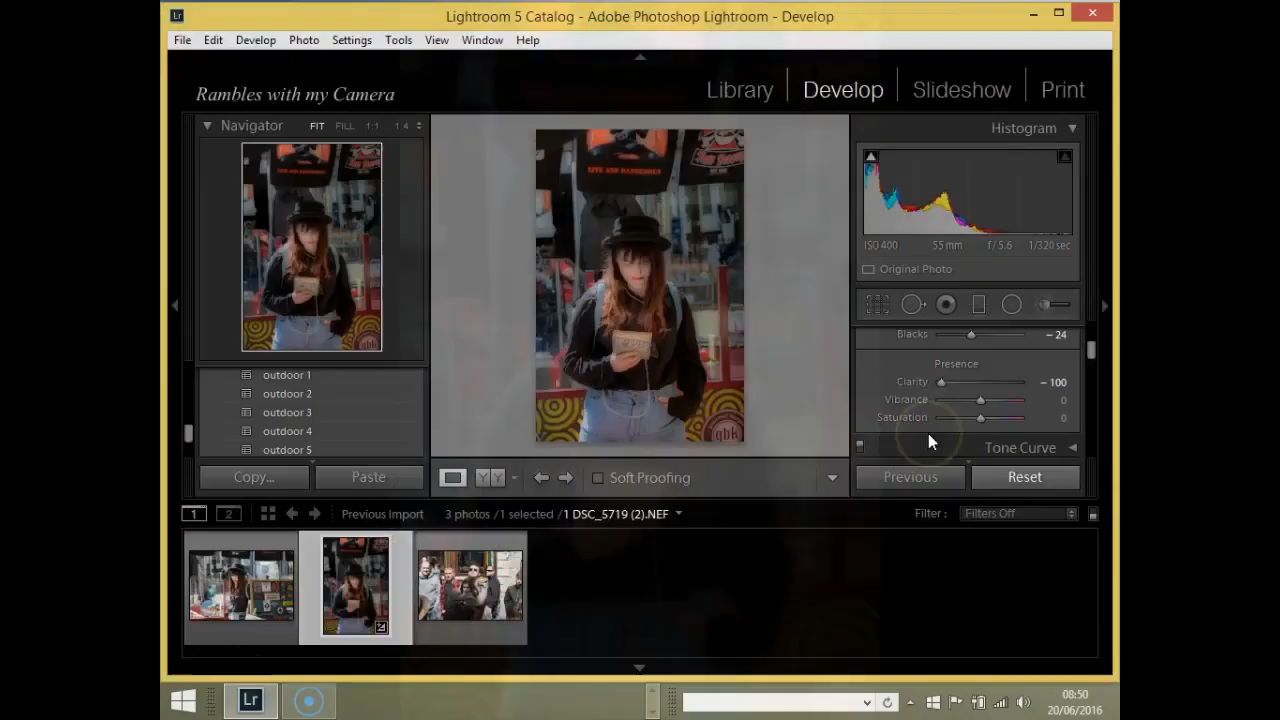 Lr Lightroom 5 Catalog - Adobe Photoshop Lightroom - Develop
File Edit Develop Photo Settings Tools View Window Help
Rambles with my Camera
Library Develop Slideshow Print
Navigator FIT FILL 1:1 1:4
Histogram
ISO 400 55 mm f / 5.6 1/320 sec
Original Photo
Blacks – 24
Presence
Clarity – 100
Vibrance 0
Saturation 0
Tone Curve
outdoor 1
outdoor 2
outdoor 3
outdoor 4
outdoor 5
Copy... Paste
YY Soft Proofing
Previous Reset
1 2 Previous Import 3 photos / 1 selected / 1 DSC_5719 (2).NEF Filter : Filters Off
qbk
Lr
08:50
20/06/2016